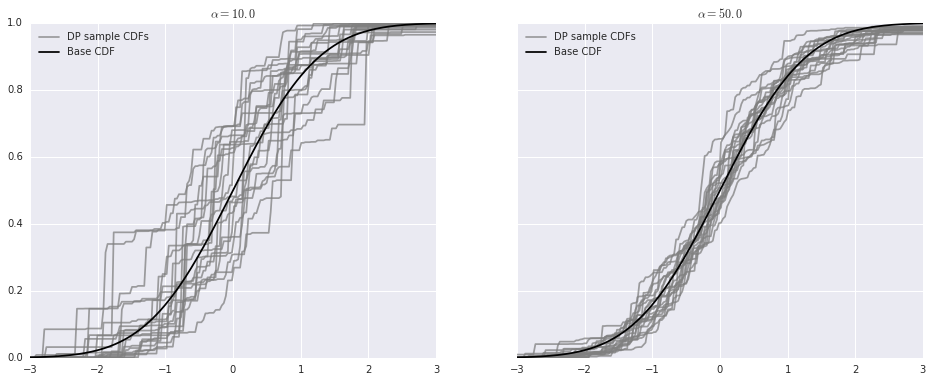 α = 10.0
DP sample CDFs
Base CDF
1.0
0.8
0.6
0.4
0.2
0.0
−3 −2 −1 0 1 2 3
α = 50.0
DP sample CDFs
Base CDF
−3 −2 −1 0 1 2 3